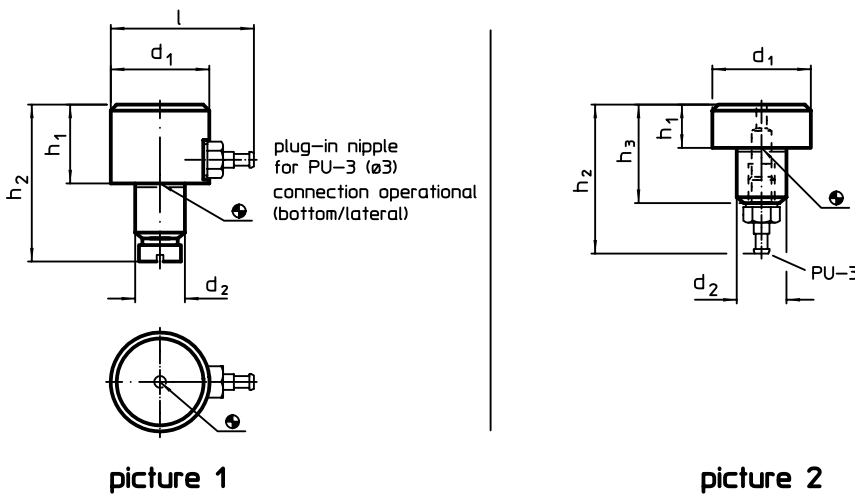 l
d1
h1
h2
plug-in nipple
for PU-3 (ø3)
connection operational
(bottom/lateral)
d2
picture 1
d1
h1
h3
h2
PU-3
d2
picture 2